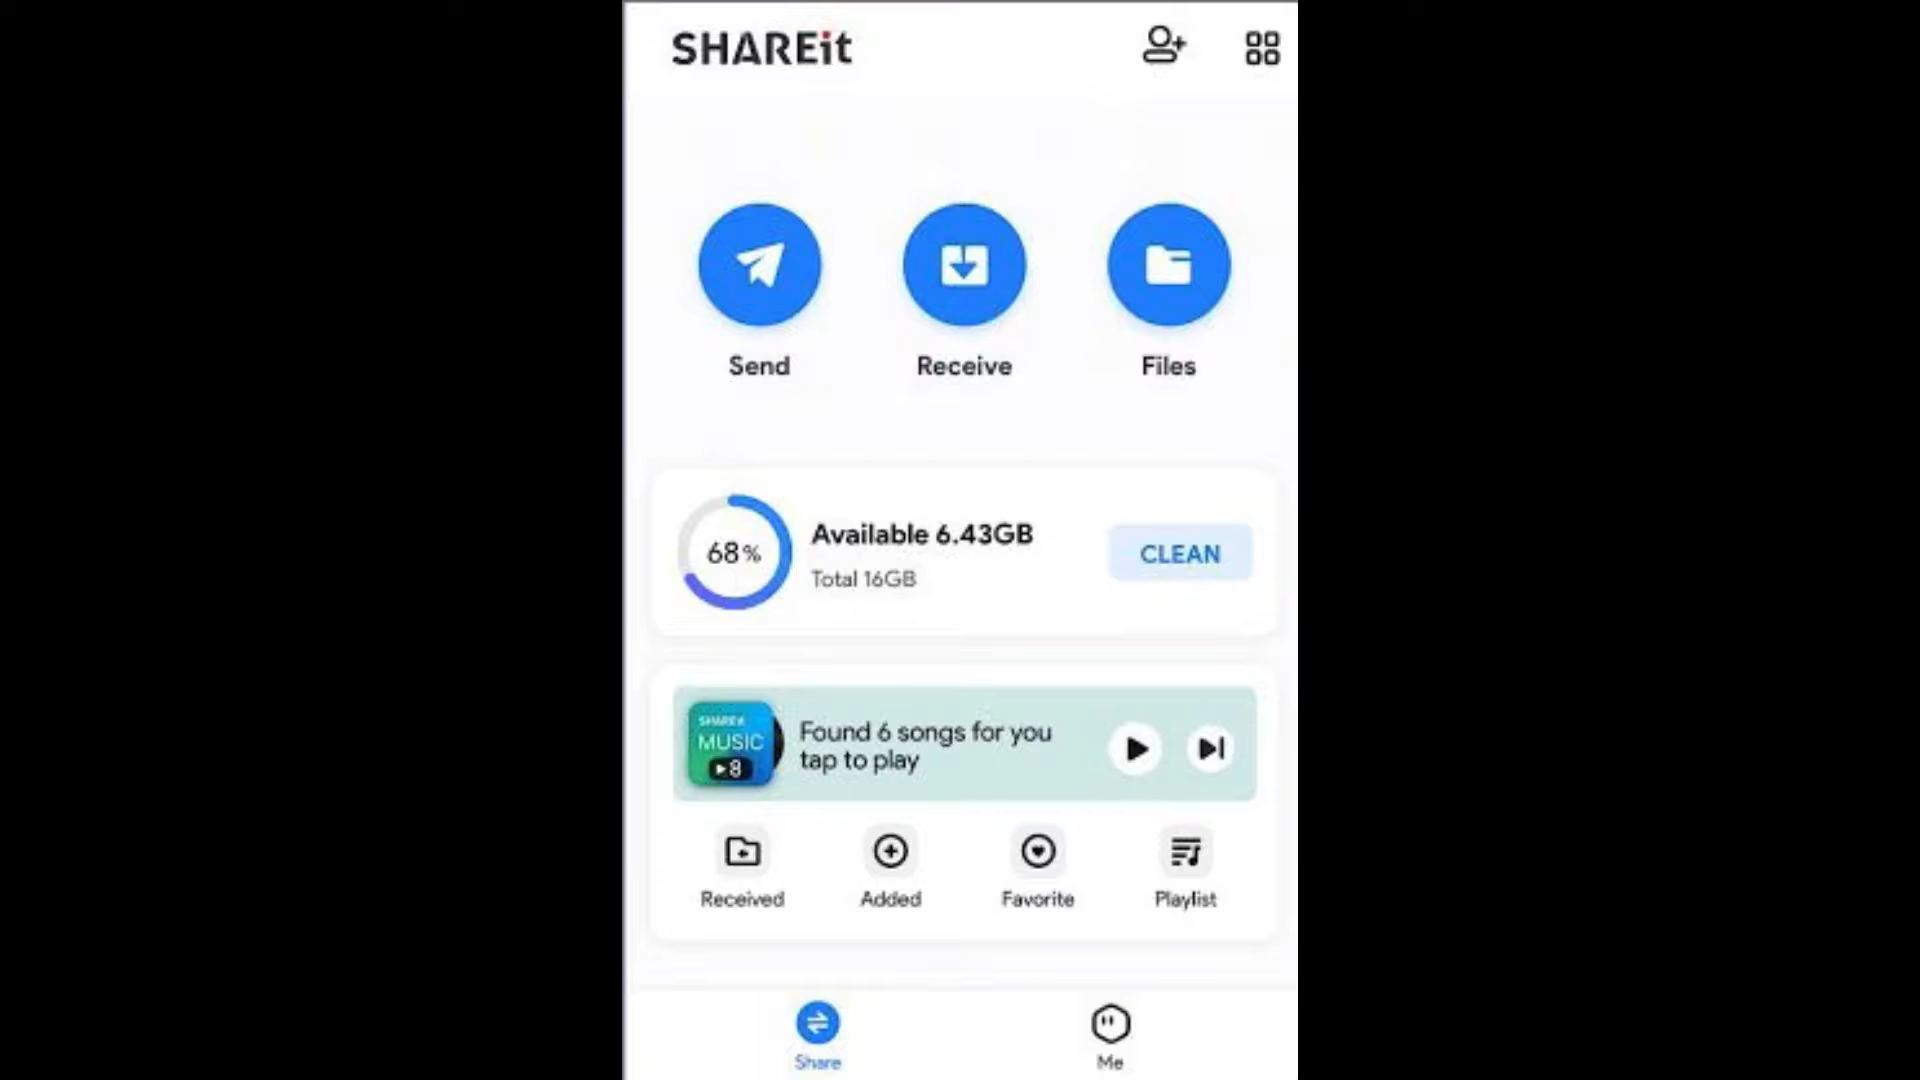 SHAREit
Send
Receive
Files
68%
Available 6.43GB
Total 16GB
CLEAN
SHAREit
MUSIC
8
Found 6 songs for you
tap to play
Received
Added
Favorite
Playlist
Share
Me